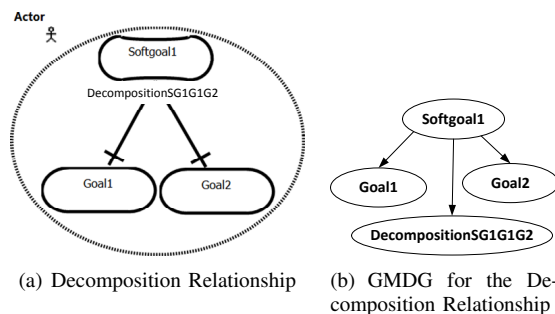 Actor
Softgoal1
DecompositionSG1G1G2
Goal1
Goal2
(a) Decomposition Relationship
Softgoal1
Goal1
Goal2
DecompositionSG1G1G2
(b) GMDG for the De-
composition Relationship